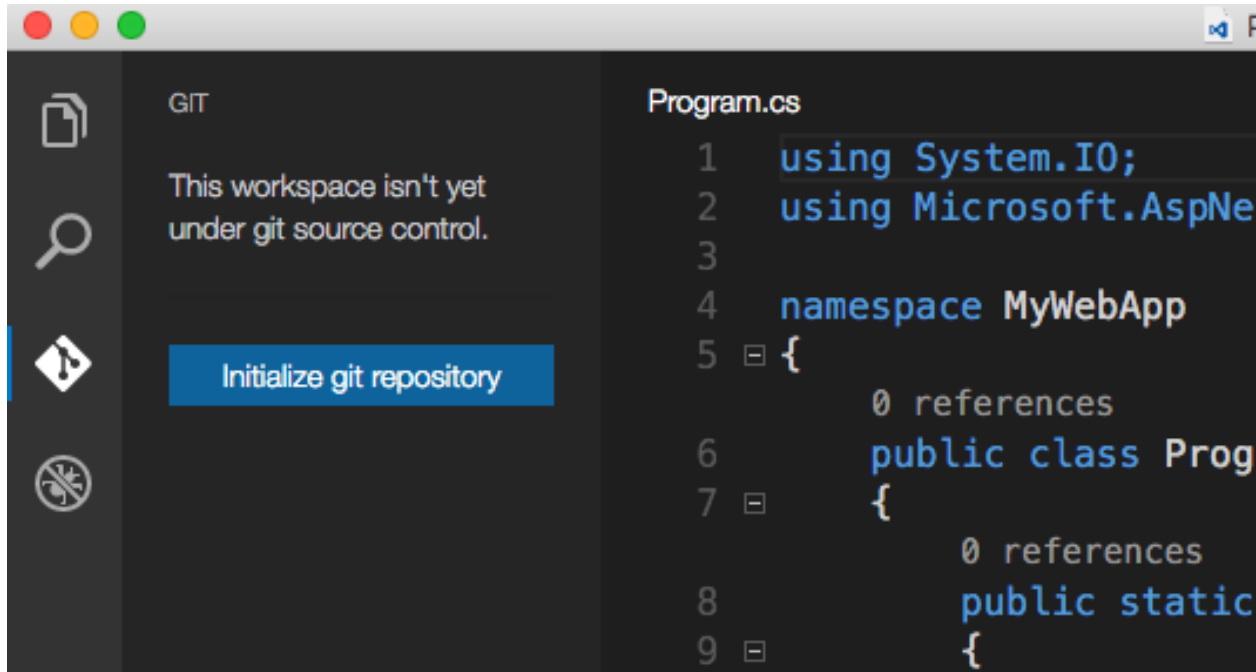 GIT
This workspace isn't yet
under git source control.
Initialize git repository
Program.cs
1 using System.IO;
2 using Microsoft.AspNe
3
4 namespace MyWebApp
5 {
0 references
6 public class Prog
7 {
0 references
8 public static
9 {